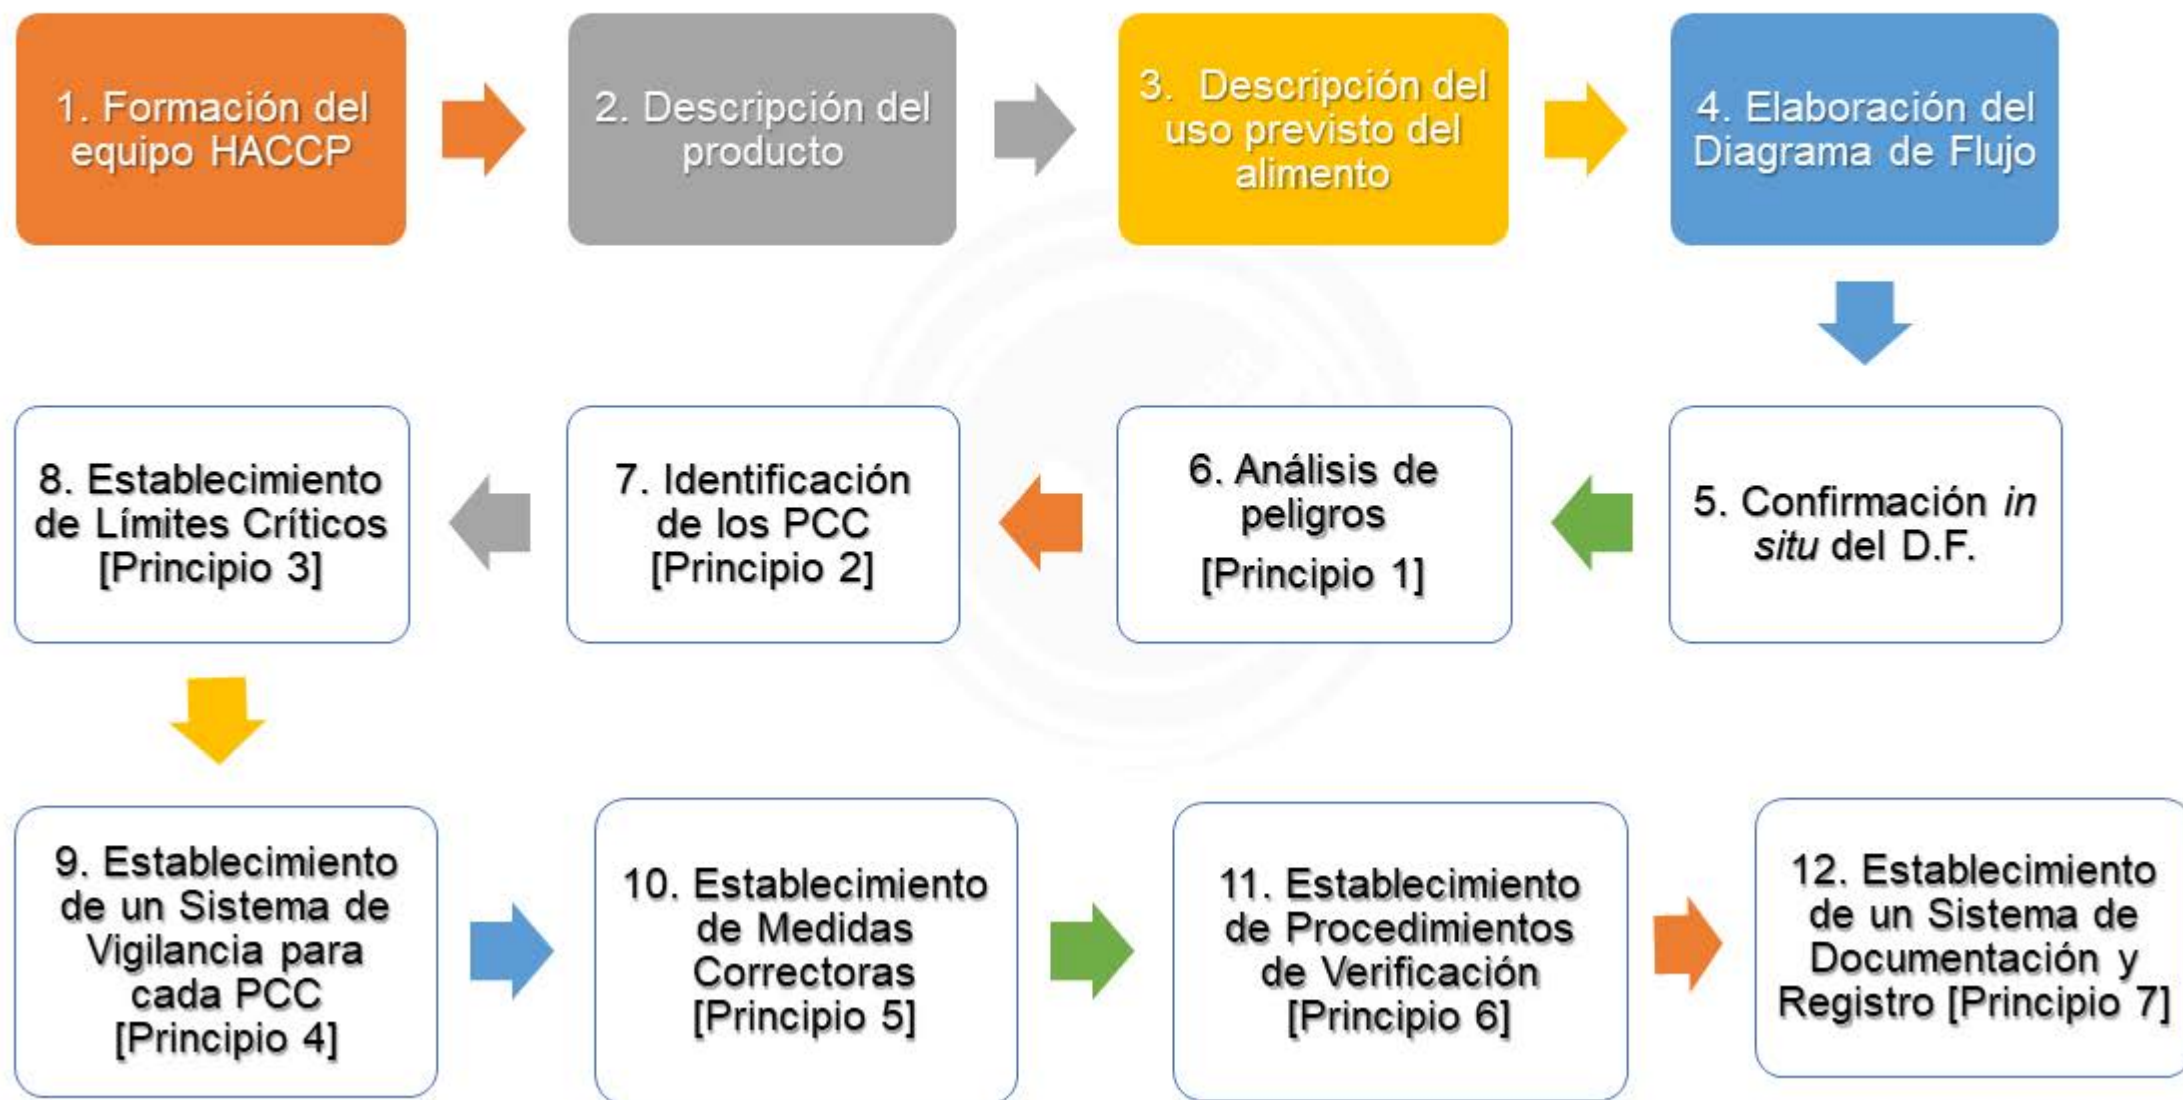 1. Formación del
equipo HACCP
2. Descripción del
producto
3. Descripción del
uso previsto del
alimento
4. Elaboración del
Diagrama de Flujo
5. Confirmación in
situ del D.F.
6. Análisis de
peligros
[Principio 1]
7. Identificación
de los PCC
[Principio 2]
8. Establecimiento
de Límites Críticos
[Principio 3]
9. Establecimiento
de un Sistema de
Vigilancia para
cada PCC
[Principio 4]
10. Establecimiento
de Medidas
Correctoras
[Principio 5]
11. Establecimiento
de Procedimientos
de Verificación
[Principio 6]
12. Establecimiento
de un Sistema de
Documentación y
Registro [Principio 7]